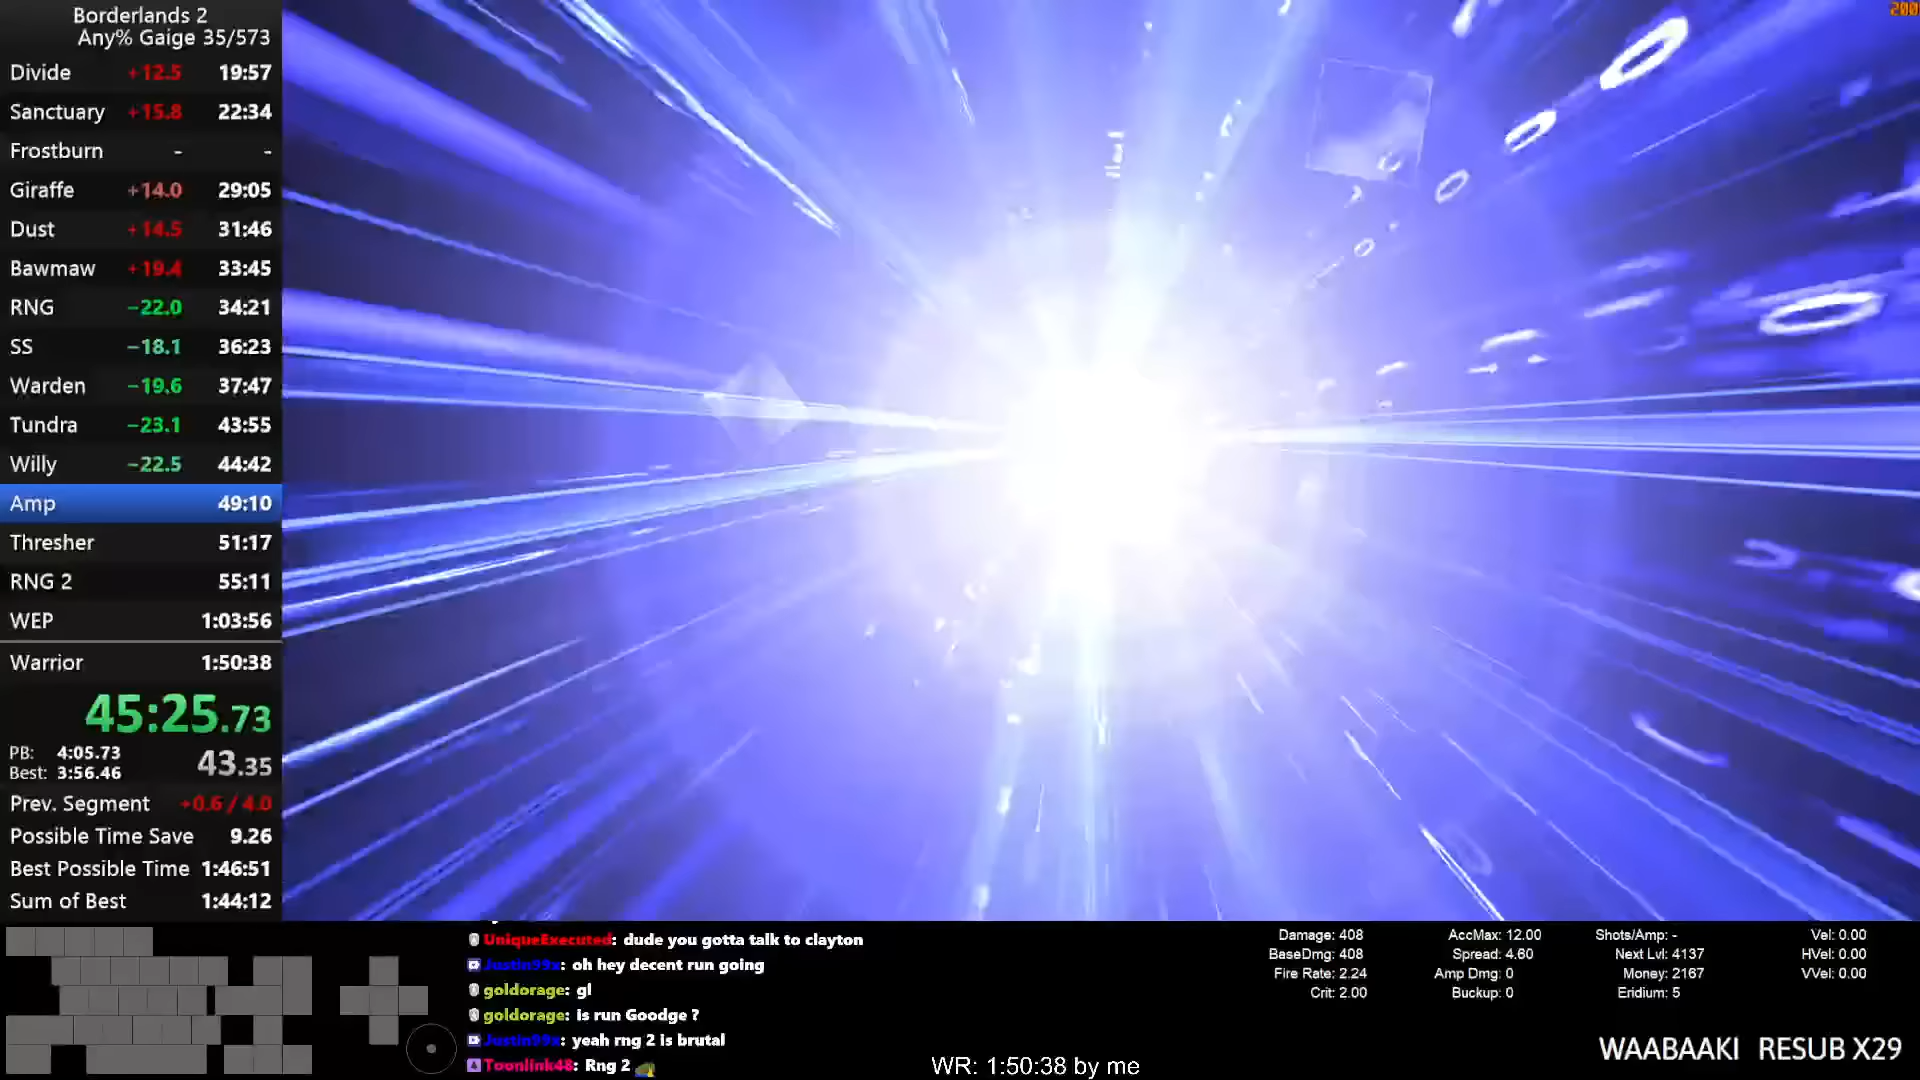 Borderlands 2
Any% Gaige 35/573
Divide +12.5 19:57
Sanctuary +15.8 22:34
Frostburn - -
Giraffe +14.0 29:05
Dust +14.5 31:46
Bawmaw +19.4 33:45
RNG −22.0 34:21
SS −18.1 36:23
Warden −19.6 37:47
Tundra −23.1 43:55
Willy −22.5 44:42
Amp 49:10
Thresher 51:17
RNG 2 55:11
WEP 1:03:56
Warrior 1:50:38
45:25.73
PB: 4:05.73
Best: 3:56.46
43.35
Prev. Segment +0.6 / 4.0
Possible Time Save 9.26
Best Possible Time 1:46:51
Sum of Best 1:44:12
200
UniqueExecuted: dude you gotta talk to clayton
Justin99x: oh hey decent run going
goldorage: gl
goldorage: is run Goodge ?
Justin99x: yeah rng 2 is brutal
Toonlink48: Rng 2
WR: 1:50:38 by me
Damage: 408 AccMax: 12.00 Shots/Amp: - Vel: 0.00
BaseDmg: 408 Spread: 4.60 Next Lvl: 4137 HVel: 0.00
Fire Rate: 2.24 Amp Dmg: 0 Money: 2167 VVel: 0.00
Crit: 2.00 Buckup: 0 Eridium: 5
WAABAAKI RESUB X29